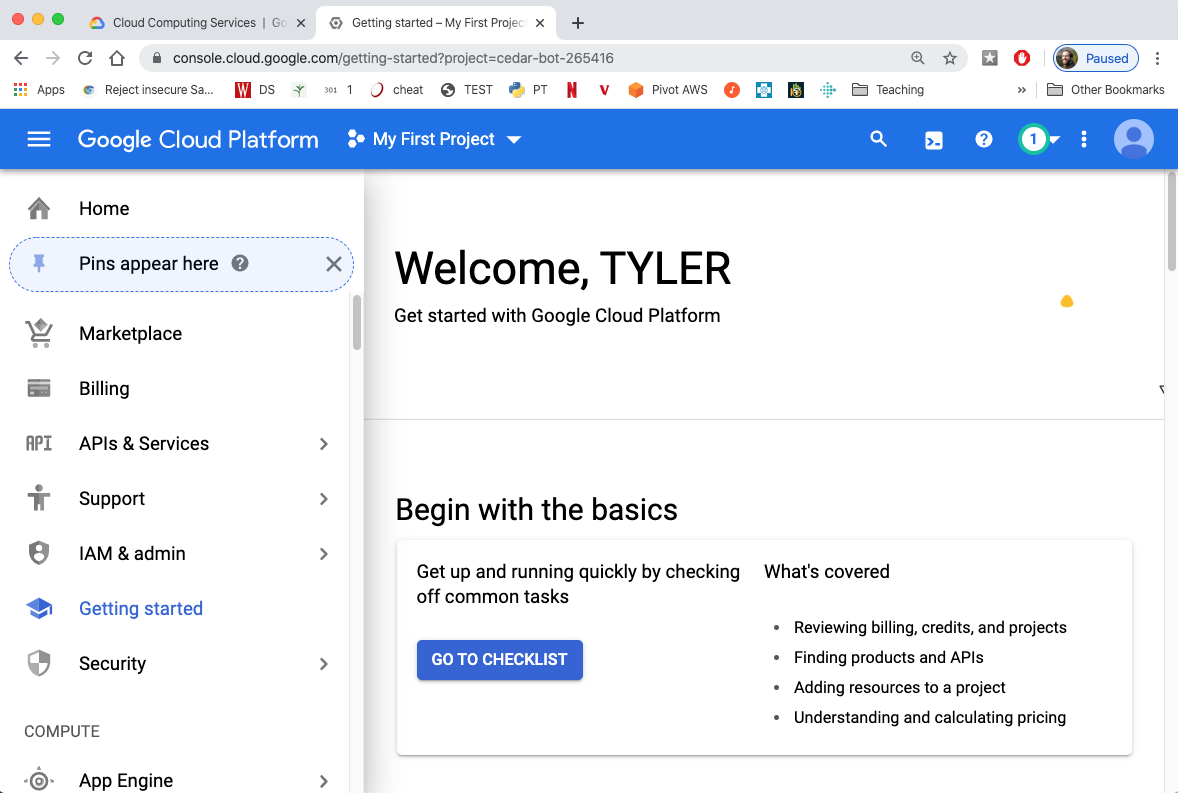 Cloud Computing Services | Go
Getting started – My First Project
console.cloud.google.com/getting-started?project=cedar-bot-265416
Paused
Apps
Reject insecure Sa...
DS
301 1
cheat
TEST
PT
Pivot AWS
Teaching
»
Other Bookmarks
Google Cloud Platform
My First Project
1
Home
Pins appear here
Marketplace
Billing
API APIs & Services
Support
IAM & admin
Getting started
Security
COMPUTE
App Engine
Welcome, TYLER
Get started with Google Cloud Platform
Begin with the basics
Get up and running quickly by checking
off common tasks
GO TO CHECKLIST
What's covered
• Reviewing billing, credits, and projects
• Finding products and APIs
• Adding resources to a project
• Understanding and calculating pricing